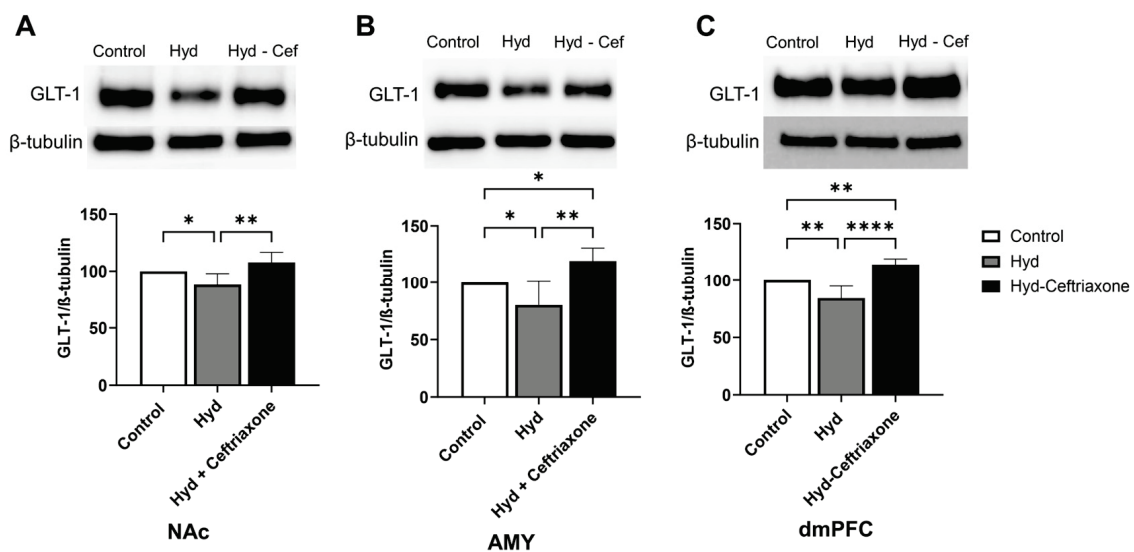 A
Control Hyd Hyd - Cef
GLT-1
β-tubulin
* **
GLT-1/ß-tubulin
150
100
50
0
Control
Hyd
Hyd + Ceftriaxone
NAc
B
Control Hyd Hyd - Cef
GLT-1
β-tubulin
*
* **
GLT-1/ß-tubulin
150
100
50
0
Control
Hyd
Hyd + Ceftriaxone
AMY
C
Control Hyd Hyd - Cef
GLT-1
β-tubulin
**
** ****
GLT-1/ß-tubulin
150
100
50
0
Control
Hyd
Hyd-Ceftriaxone
dmPFC
Control
Hyd
Hyd-Ceftriaxone